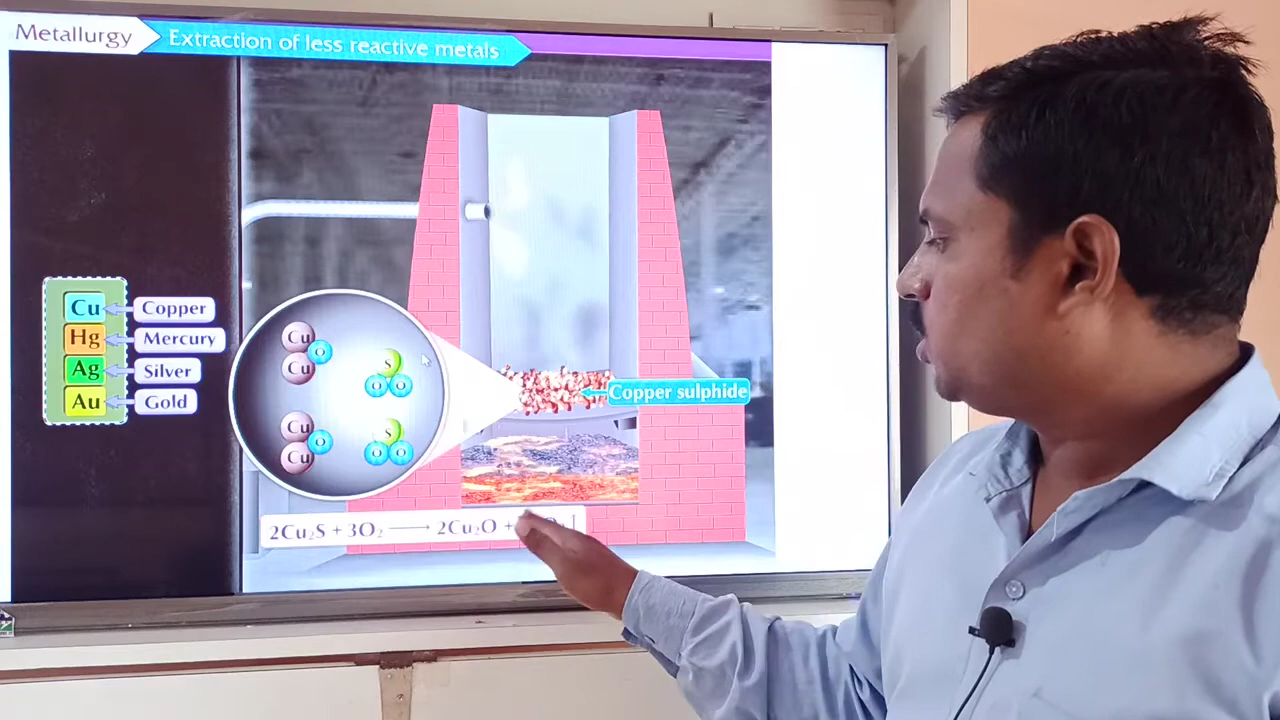 Metallurgy
Extraction of less reactive metals
Cu Copper
Hg Mercury
Ag Silver
Au Gold
Cu O
Cu
S
O O
Cu O
Cu
S
O O
Copper sulphide
2Cu₂S + 3O₂ ⟶ 2Cu₂O +